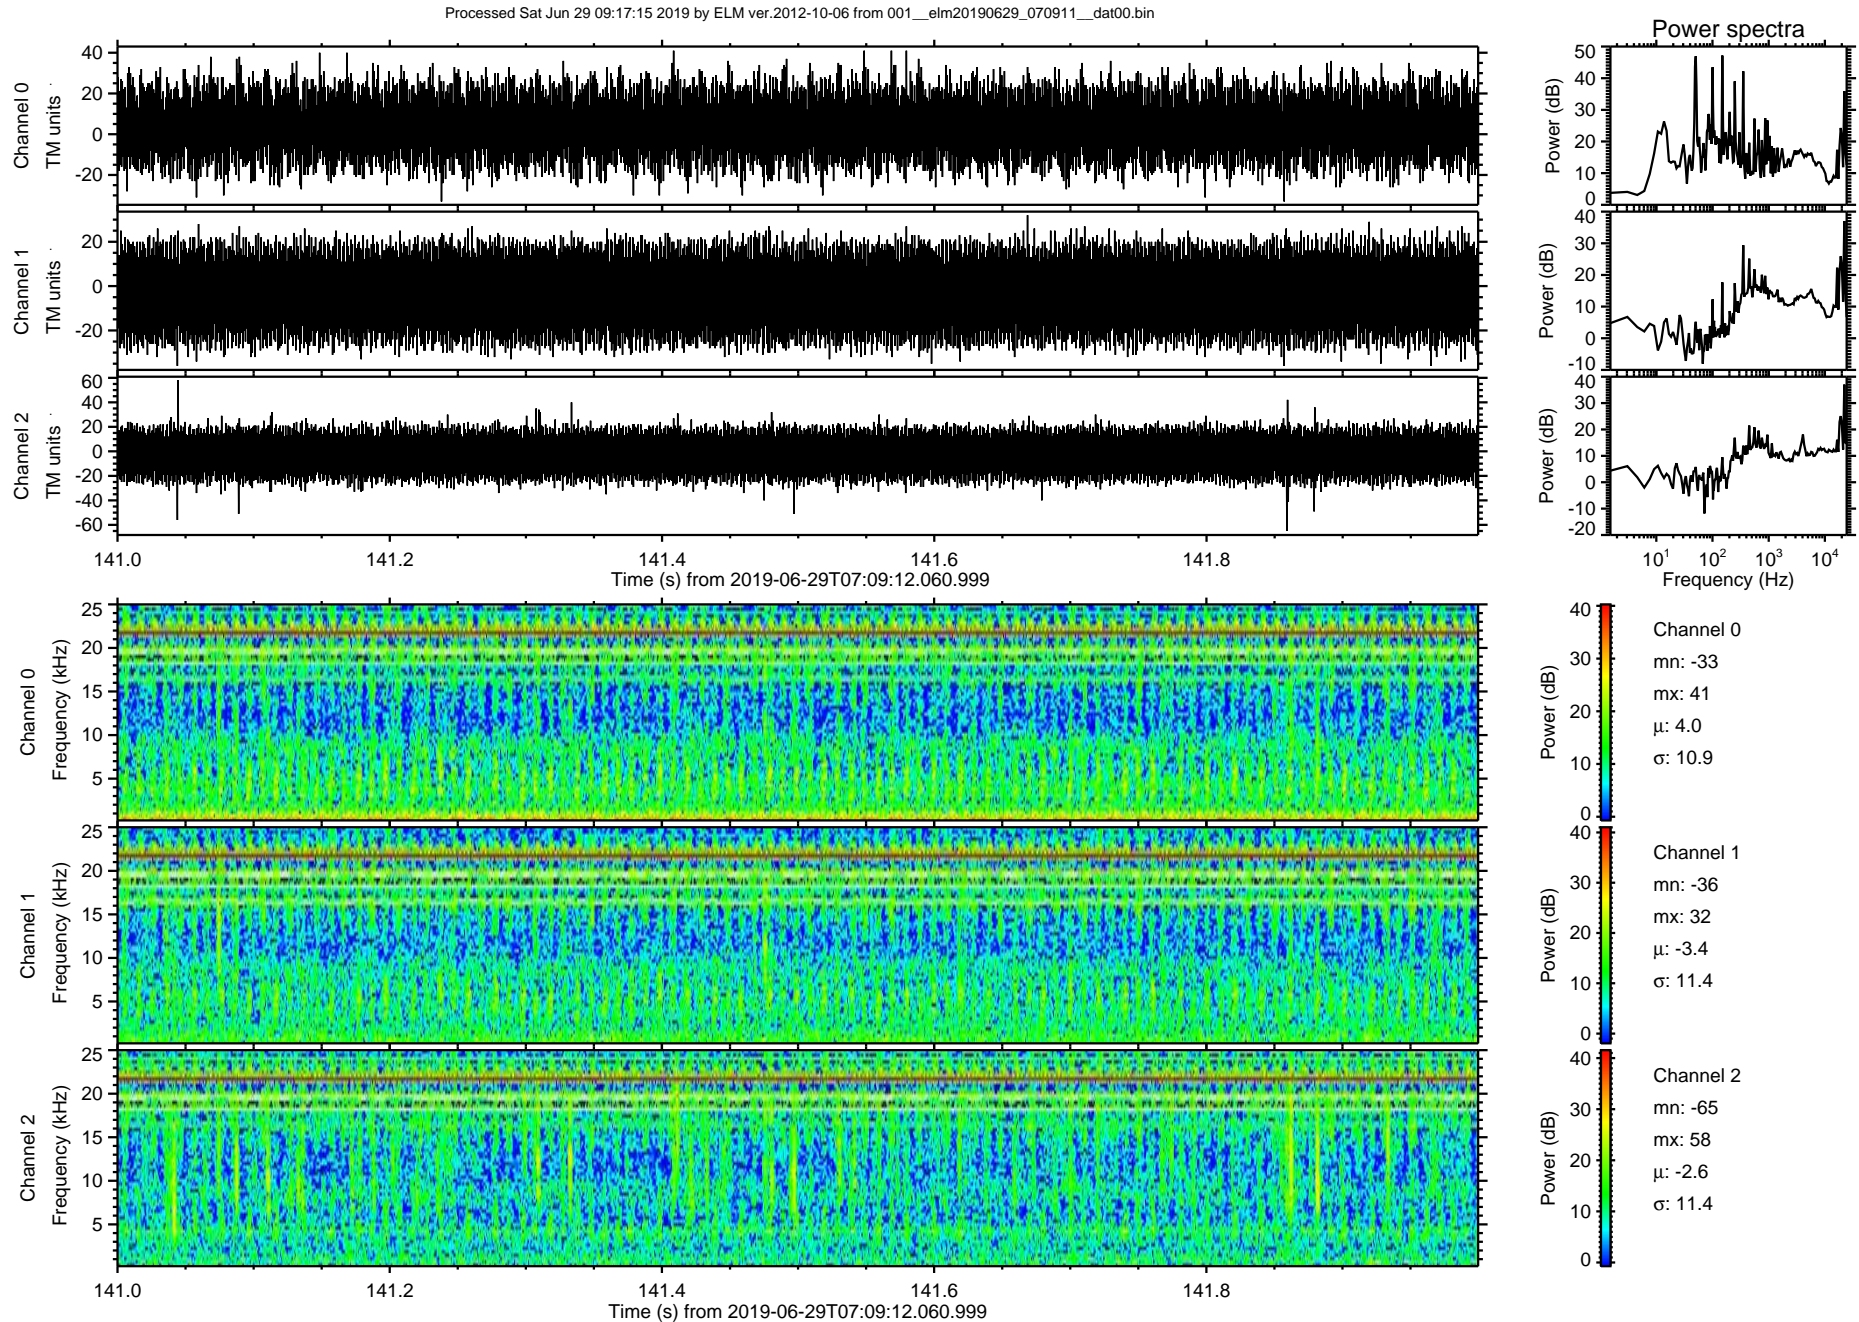 Processed Sat Jun 29 09:17:15 2019 by ELM ver.2012-10-06 from 001__elm20190629_070911__dat00.bin
Power spectra
Channel 0
TM units
40
20
0
-20
Power (dB)
50
40
30
20
10
0
Channel 1
TM units
20
0
-20
Power (dB)
40
30
20
10
0
-10
Channel 2
TM units
60
40
20
0
-20
-40
-60
Power (dB)
40
30
20
10
0
-10
-20
141.0 141.2 141.4 141.6 141.8
Time (s) from 2019-06-29T07:09:12.060.999
10¹ 10² 10³ 10⁴
Frequency (Hz)
Channel 0
Frequency (kHz)
25
20
15
10
5
Power (dB)
40
30
20
10
0
Channel 0
mn: -33
mx: 41
μ: 4.0
σ: 10.9
Channel 1
Frequency (kHz)
25
20
15
10
5
Power (dB)
40
30
20
10
0
Channel 1
mn: -36
mx: 32
μ: -3.4
σ: 11.4
Channel 2
Frequency (kHz)
25
20
15
10
5
Power (dB)
40
30
20
10
0
Channel 2
mn: -65
mx: 58
μ: -2.6
σ: 11.4
141.0 141.2 141.4 141.6 141.8
Time (s) from 2019-06-29T07:09:12.060.999